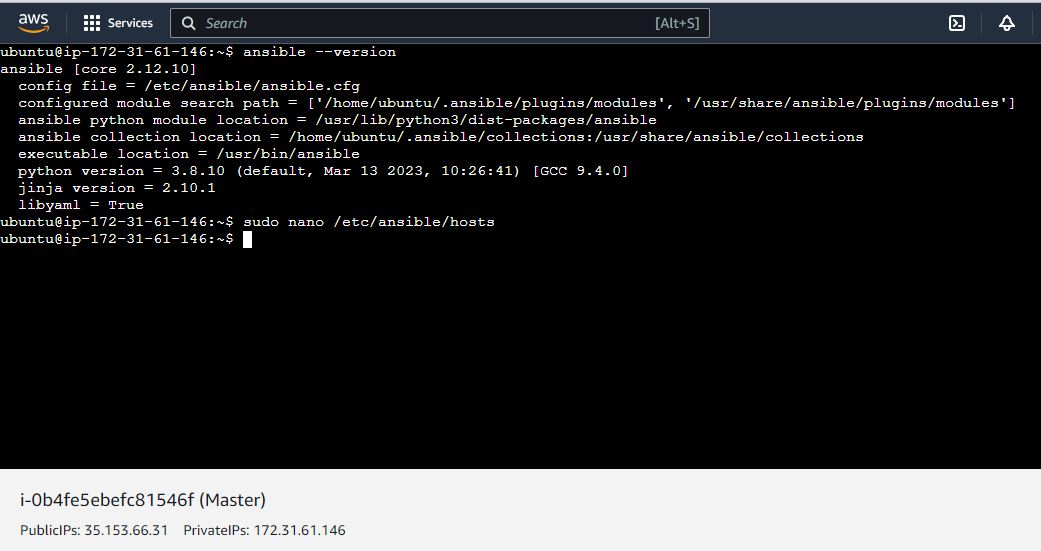 aws Services Search [Alt+S]
ubuntu@ip-172-31-61-146:~$ ansible --version
ansible [core 2.12.10]
  config file = /etc/ansible/ansible.cfg
  configured module search path = ['/home/ubuntu/.ansible/plugins/modules', '/usr/share/ansible/plugins/modules']
  ansible python module location = /usr/lib/python3/dist-packages/ansible
  ansible collection location = /home/ubuntu/.ansible/collections:/usr/share/ansible/collections
  executable location = /usr/bin/ansible
  python version = 3.8.10 (default, Mar 13 2023, 10:26:41) [GCC 9.4.0]
  jinja version = 2.10.1
  libyaml = True
ubuntu@ip-172-31-61-146:~$ sudo nano /etc/ansible/hosts
ubuntu@ip-172-31-61-146:~$
i-0b4fe5ebefc81546f (Master)
PublicIPs: 35.153.66.31 PrivateIPs: 172.31.61.146